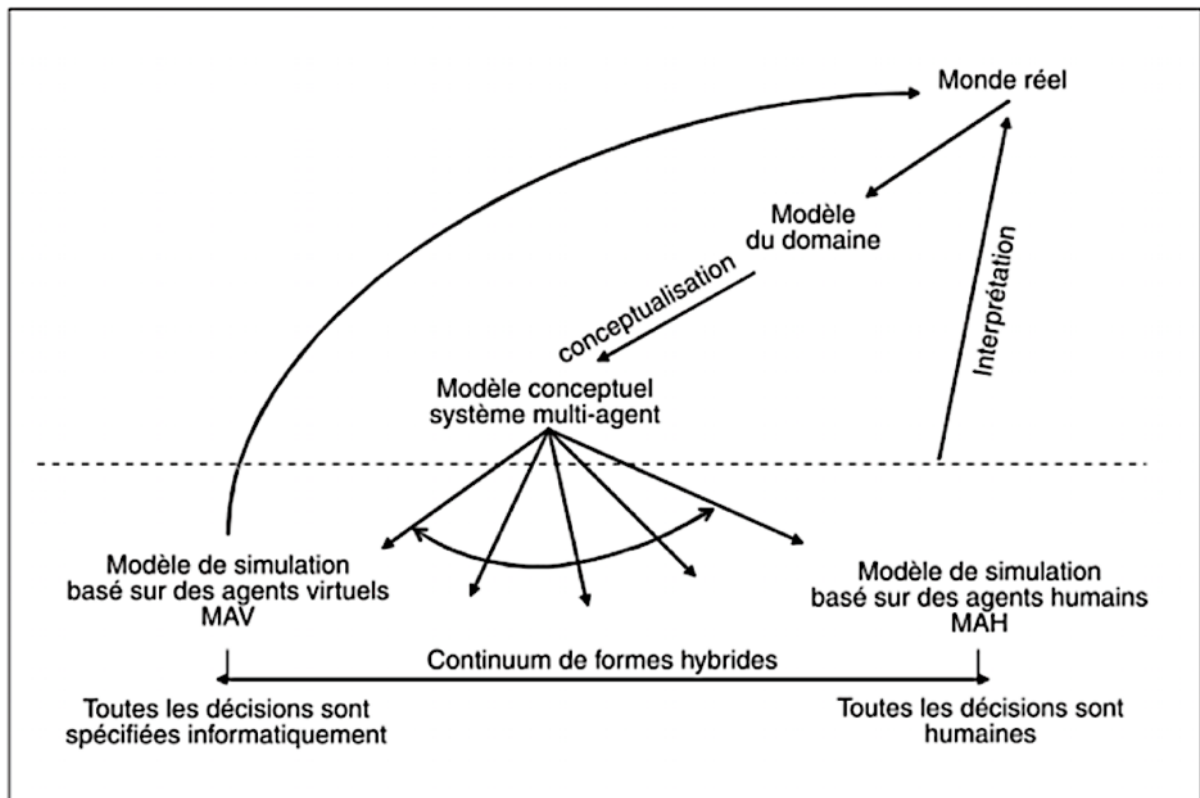 Monde réel
Modèle
du domaine
conceptualisation
Interprétation
Modèle conceptuel
système multi-agent
Modèle de simulation
basé sur des agents virtuels
MAV
Modèle de simulation
basé sur des agents humains
MAH
Continuum de formes hybrides
Toutes les décisions sont
spécifiées informatiquement
Toutes les décisions sont
humaines